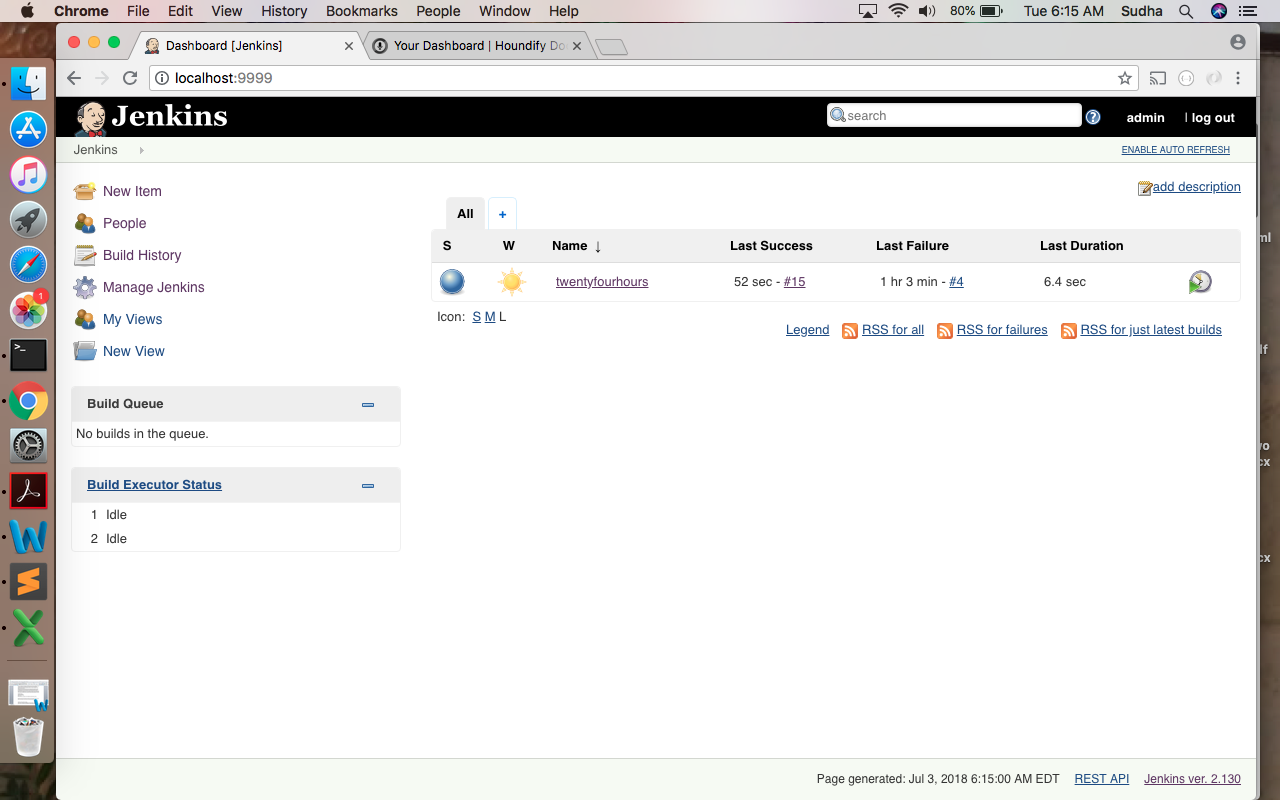 Chrome File Edit View History Bookmarks People Window Help 80% Tue 6:15 AM Sudha
Dashboard [Jenkins] Your Dashboard | Houndify Do
localhost:9999
Jenkins search ? admin | log out
Jenkins ENABLE AUTO REFRESH
add description
New Item
People
Build History
Manage Jenkins
My Views
New View
All +
S W Name ↓ Last Success Last Failure Last Duration
twentyfourhours 52 sec - #15 1 hr 3 min - #4 6.4 sec
Icon: S M L
Legend RSS for all RSS for failures RSS for just latest builds
Build Queue
No builds in the queue.
Build Executor Status
1 Idle
2 Idle
Page generated: Jul 3, 2018 6:15:00 AM EDT REST API Jenkins ver. 2.130
1